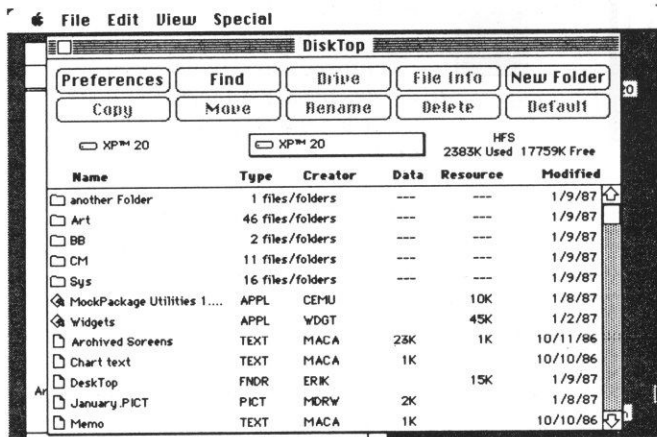 File Edit View Special
DiskTop
Preferences Find Drive File Info New Folder
Copy Move Rename Delete Default
XP™ 20 XP™ 20 HFS
2383K Used 17759K Free
Name Type Creator Data Resource Modified
another Folder 1 files/folders --- --- 1/9/87
Art 46 files/folders --- --- 1/9/87
BB 2 files/folders --- --- 1/9/87
CM 11 files/folders --- --- 1/9/87
Sys 16 files/folders --- --- 1/9/87
MockPackage Utilities 1.... APPL CEMU 10K 1/8/87
Widgets APPL WDGT 45K 1/2/87
Archived Screens TEXT MACA 23K 1K 10/11/86
Chart text TEXT MACA 1K 10/10/86
DeskTop FNDR ERIK 15K 1/9/87
January.PICT PICT MDRW 2K 1/8/87
Memo TEXT MACA 1K 10/10/86